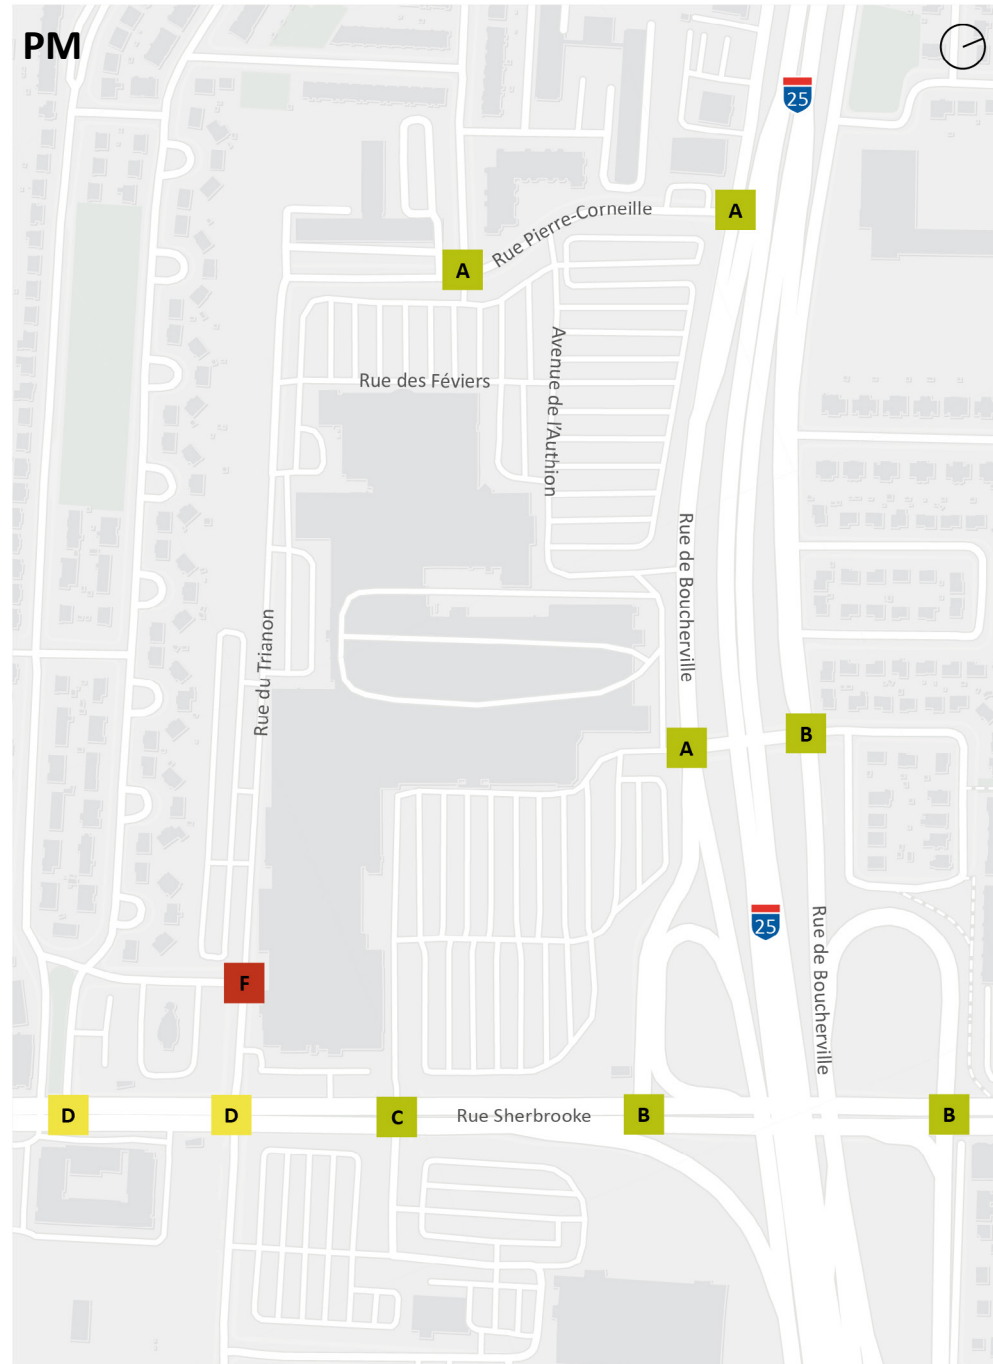 PM
25
A
Rue Pierre-Corneille
A
Avenue de l'Authion
Rue des Féviers
Rue de Boucherville
Rue du Trianon
A
B
25
Rue de Boucherville
F
D
D
C
Rue Sherbrooke
B
B